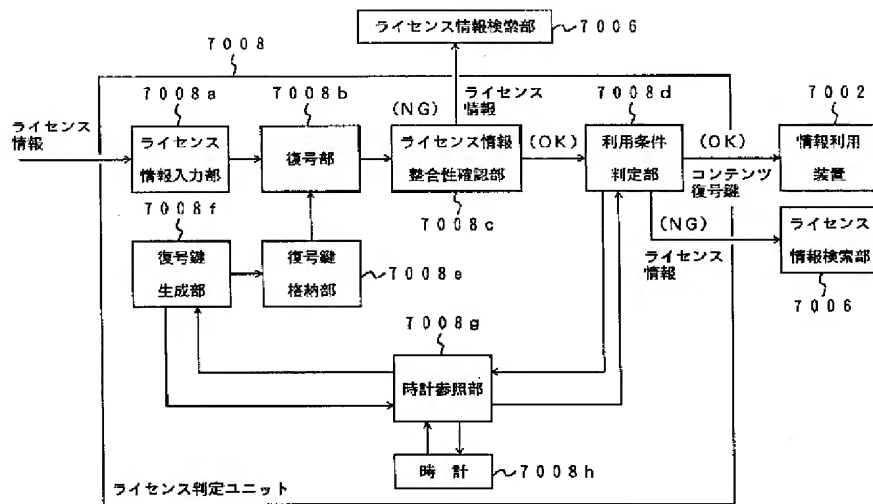 ライセンス情報検索部
7006
7008
7008a
7008b
7008d
7002
(NG)
ライセンス
情報
ライセンス
情報
ライセンス
情報入力部
復号部
ライセンス情報
整合性確認部
(OK)
利用条件
判定部
(OK)
コンテンツ
復号鍵
情報利用
装置
7008f
7008c
(NG)
ライセンス
情報
ライセンス
情報検索部
7006
復号鍵
生成部
復号鍵
格納部
7008e
7008g
時計参照部
時計
7008h
ライセンス判定ユニット